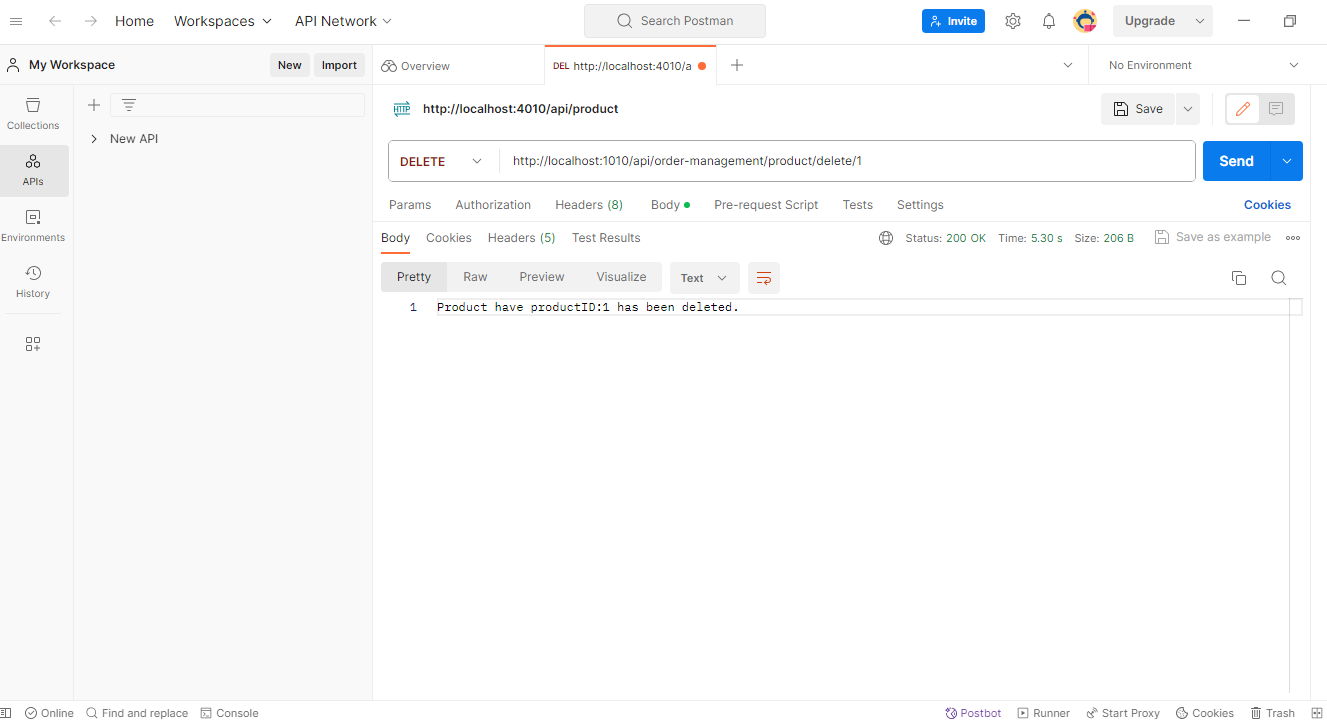 Home Workspaces API Network Search Postman Invite Upgrade
My Workspace New Import Overview DEL http://localhost:4010/a No Environment
HTTP http://localhost:4010/api/product Save
Collections
New API
DELETE http://localhost:1010/api/order-management/product/delete/1 Send
APIs
Params Authorization Headers (8) Body Pre-request Script Tests Settings Cookies
Environments
Body Cookies Headers (5) Test Results Status: 200 OK Time: 5.30 s Size: 206 B Save as example
History
Pretty Raw Preview Visualize Text
1 Product have productID:1 has been deleted.
Online Find and replace Console Postbot Runner Start Proxy Cookies Trash